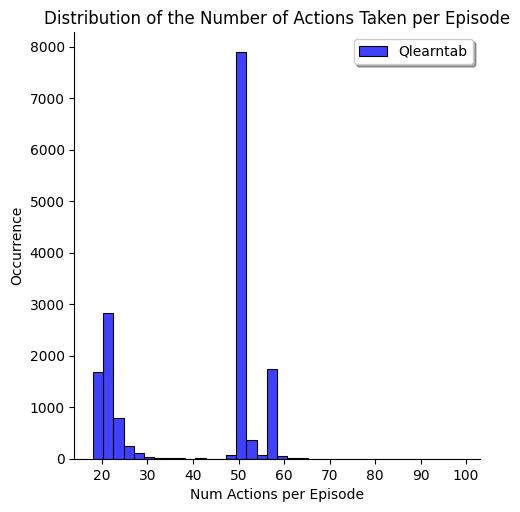 Distribution of the Number of Actions Taken per Episode
Qlearntab
8000
7000
6000
5000
4000
3000
2000
1000
0
Occurrence
20 30 40 50 60 70 80 90 100
Num Actions per Episode